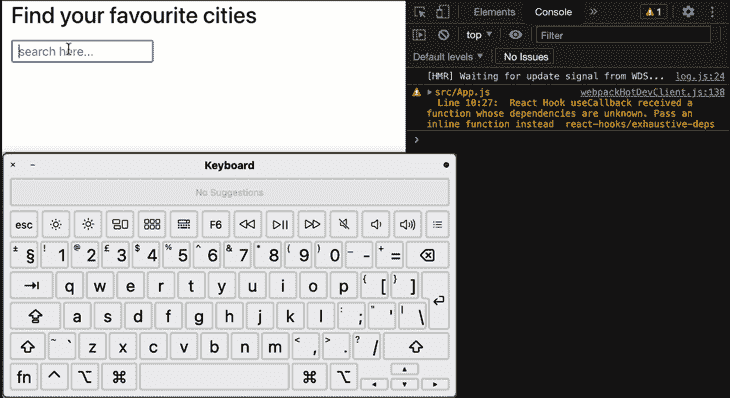 Find your favourite cities
search here...
Elements Console » 1
top Filter
Default levels No Issues
[HMR] Waiting for update signal from WDS... log.js:24
src/App.js webpackHotDevClient.js:138
Line 10:27: React Hook useCallback received a
function whose dependencies are unknown. Pass an
inline function instead react-hooks/exhaustive-deps
Keyboard
No Suggestions
esc F6
± § ! 1 @ 2 £ 3 $ 4 % 5 ^ 6 & 7 * 8 ( 9 ) 0 _ - + =
q w e r t y u i o p { [ } ]
a s d f g h j k l : ; " ' | \
~ ` z x c v b n m < , > . ? /
fn ^ ⌥ ⌘ ⌘ ⌥